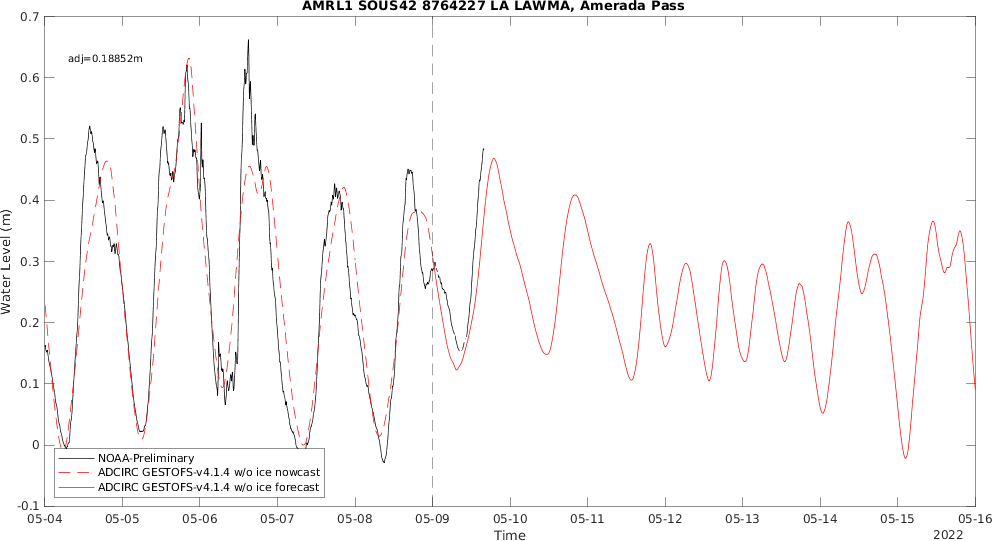 AMRL1 SOUS42 8764227 LA LAWMA, Amerada Pass
0.7
adj=0.18852m
0.6
0.5
0.4
0.3
0.2
0.1
0
-0.1
Water Level (m)
NOAA-Preliminary
ADCIRC GESTOFS-v4.1.4 w/o ice nowcast
ADCIRC GESTOFS-v4.1.4 w/o ice forecast
05-04 05-05 05-06 05-07 05-08 05-09 05-10 05-11 05-12 05-13 05-14 05-15 05-16
Time
2022